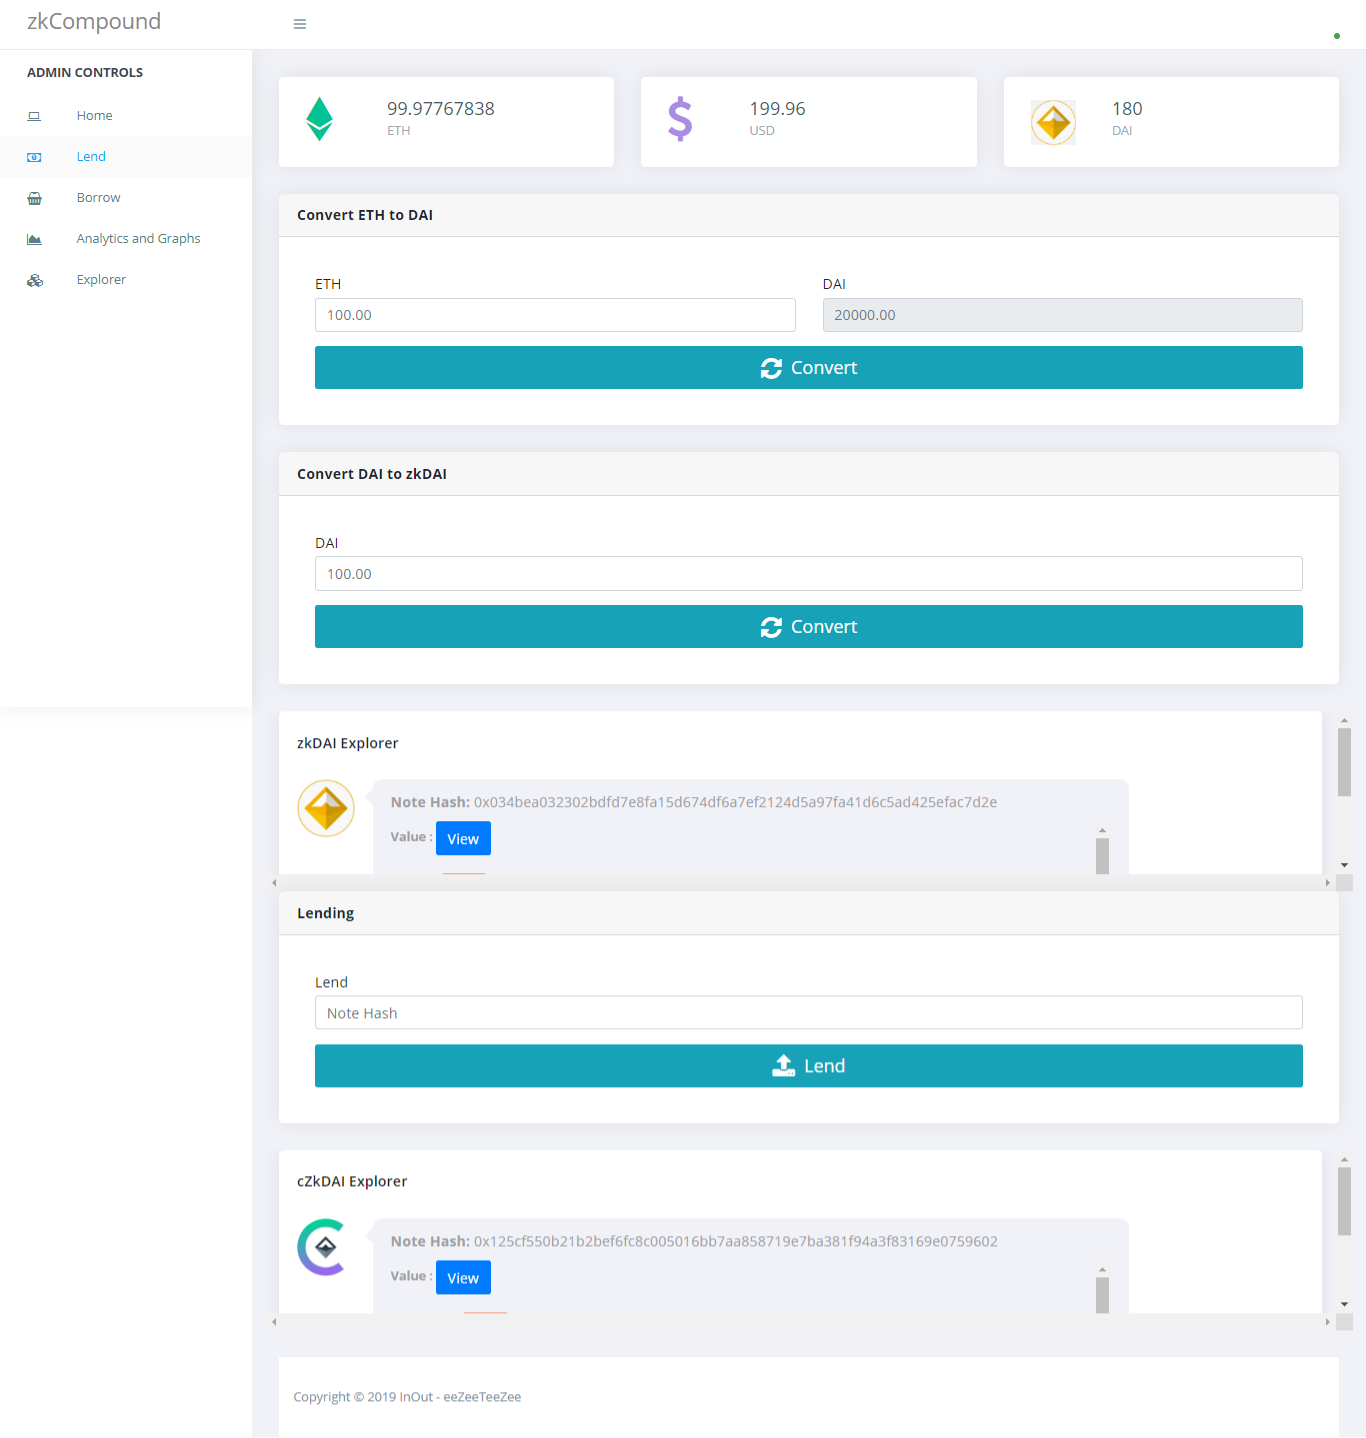 zkCompound
ADMIN CONTROLS
Home
Lend
Borrow
Analytics and Graphs
Explorer
99.97767838
ETH
199.96
USD
180
DAI
Convert ETH to DAI
ETH
DAI
100.00
20000.00
Convert
Convert DAI to zkDAI
DAI
100.00
Convert
zkDAI Explorer
Note Hash: 0x034bea032302bdfd7e8fa15d674df6a7ef2124d5a97fa41d6c5ad425efac7d2e
Value : View
Lending
Lend
Note Hash
Lend
cZkDAI Explorer
Note Hash: 0x125cf550b21b2bef6fc8c005016bb7aa858719e7ba381f94a3f83169e0759602
Value : View
Copyright © 2019 InOut - eeZeeTeeZee